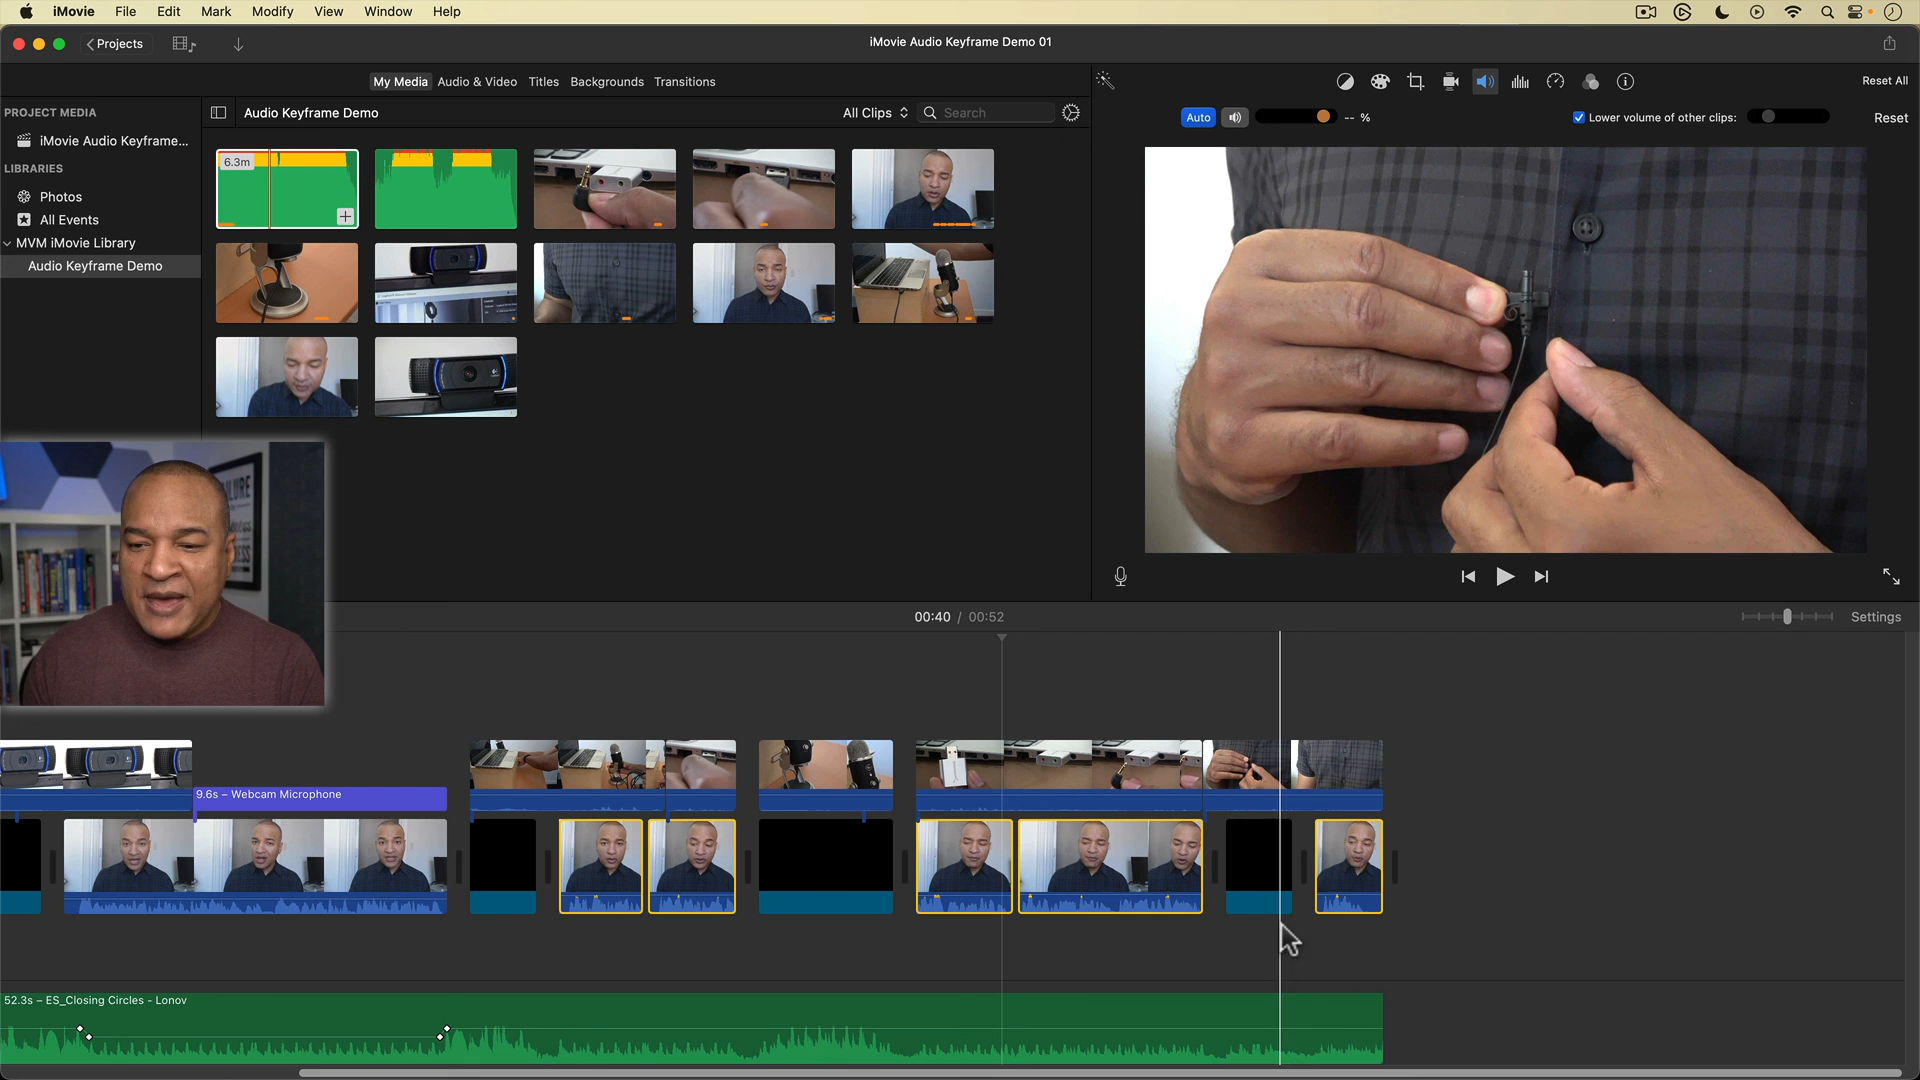 iMovie File Edit Mark Modify View Window Help
Projects
iMovie Audio Keyframe Demo 01
My Media Audio & Video Titles Backgrounds Transitions
Reset All
PROJECT MEDIA
iMovie Audio Keyframe...
LIBRARIES
Photos
All Events
MVM iMovie Library
Audio Keyframe Demo
Audio Keyframe Demo
All Clips
Search
Auto
-- %
Lower volume of other clips:
Reset
6.3m
00:40 / 00:52
Settings
9.6s – Webcam Microphone
52.3s – ES_Closing Circles - Lonov